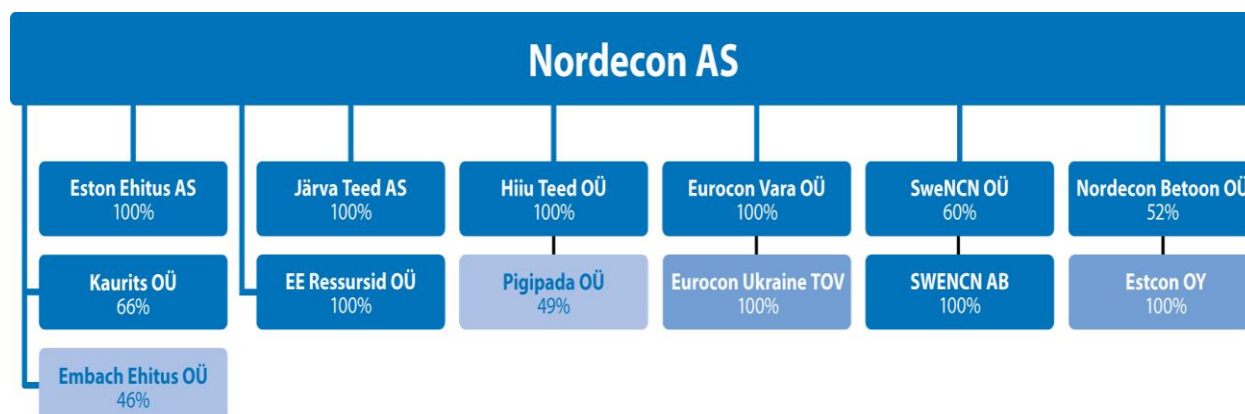 Nordecon AS
Eston Ehitus AS
100%
Järva Teed AS
100%
Hiiu Teed OÜ
100%
Eurocon Vara OÜ
100%
SweNCN OÜ
60%
Nordecon Betoon OÜ
52%
Kaurits OÜ
66%
EE Ressursid OÜ
100%
Pigipada OÜ
49%
Eurocon Ukraine TOV
100%
SWENCN AB
100%
Estcon OY
100%
Embach Ehitus OÜ
46%